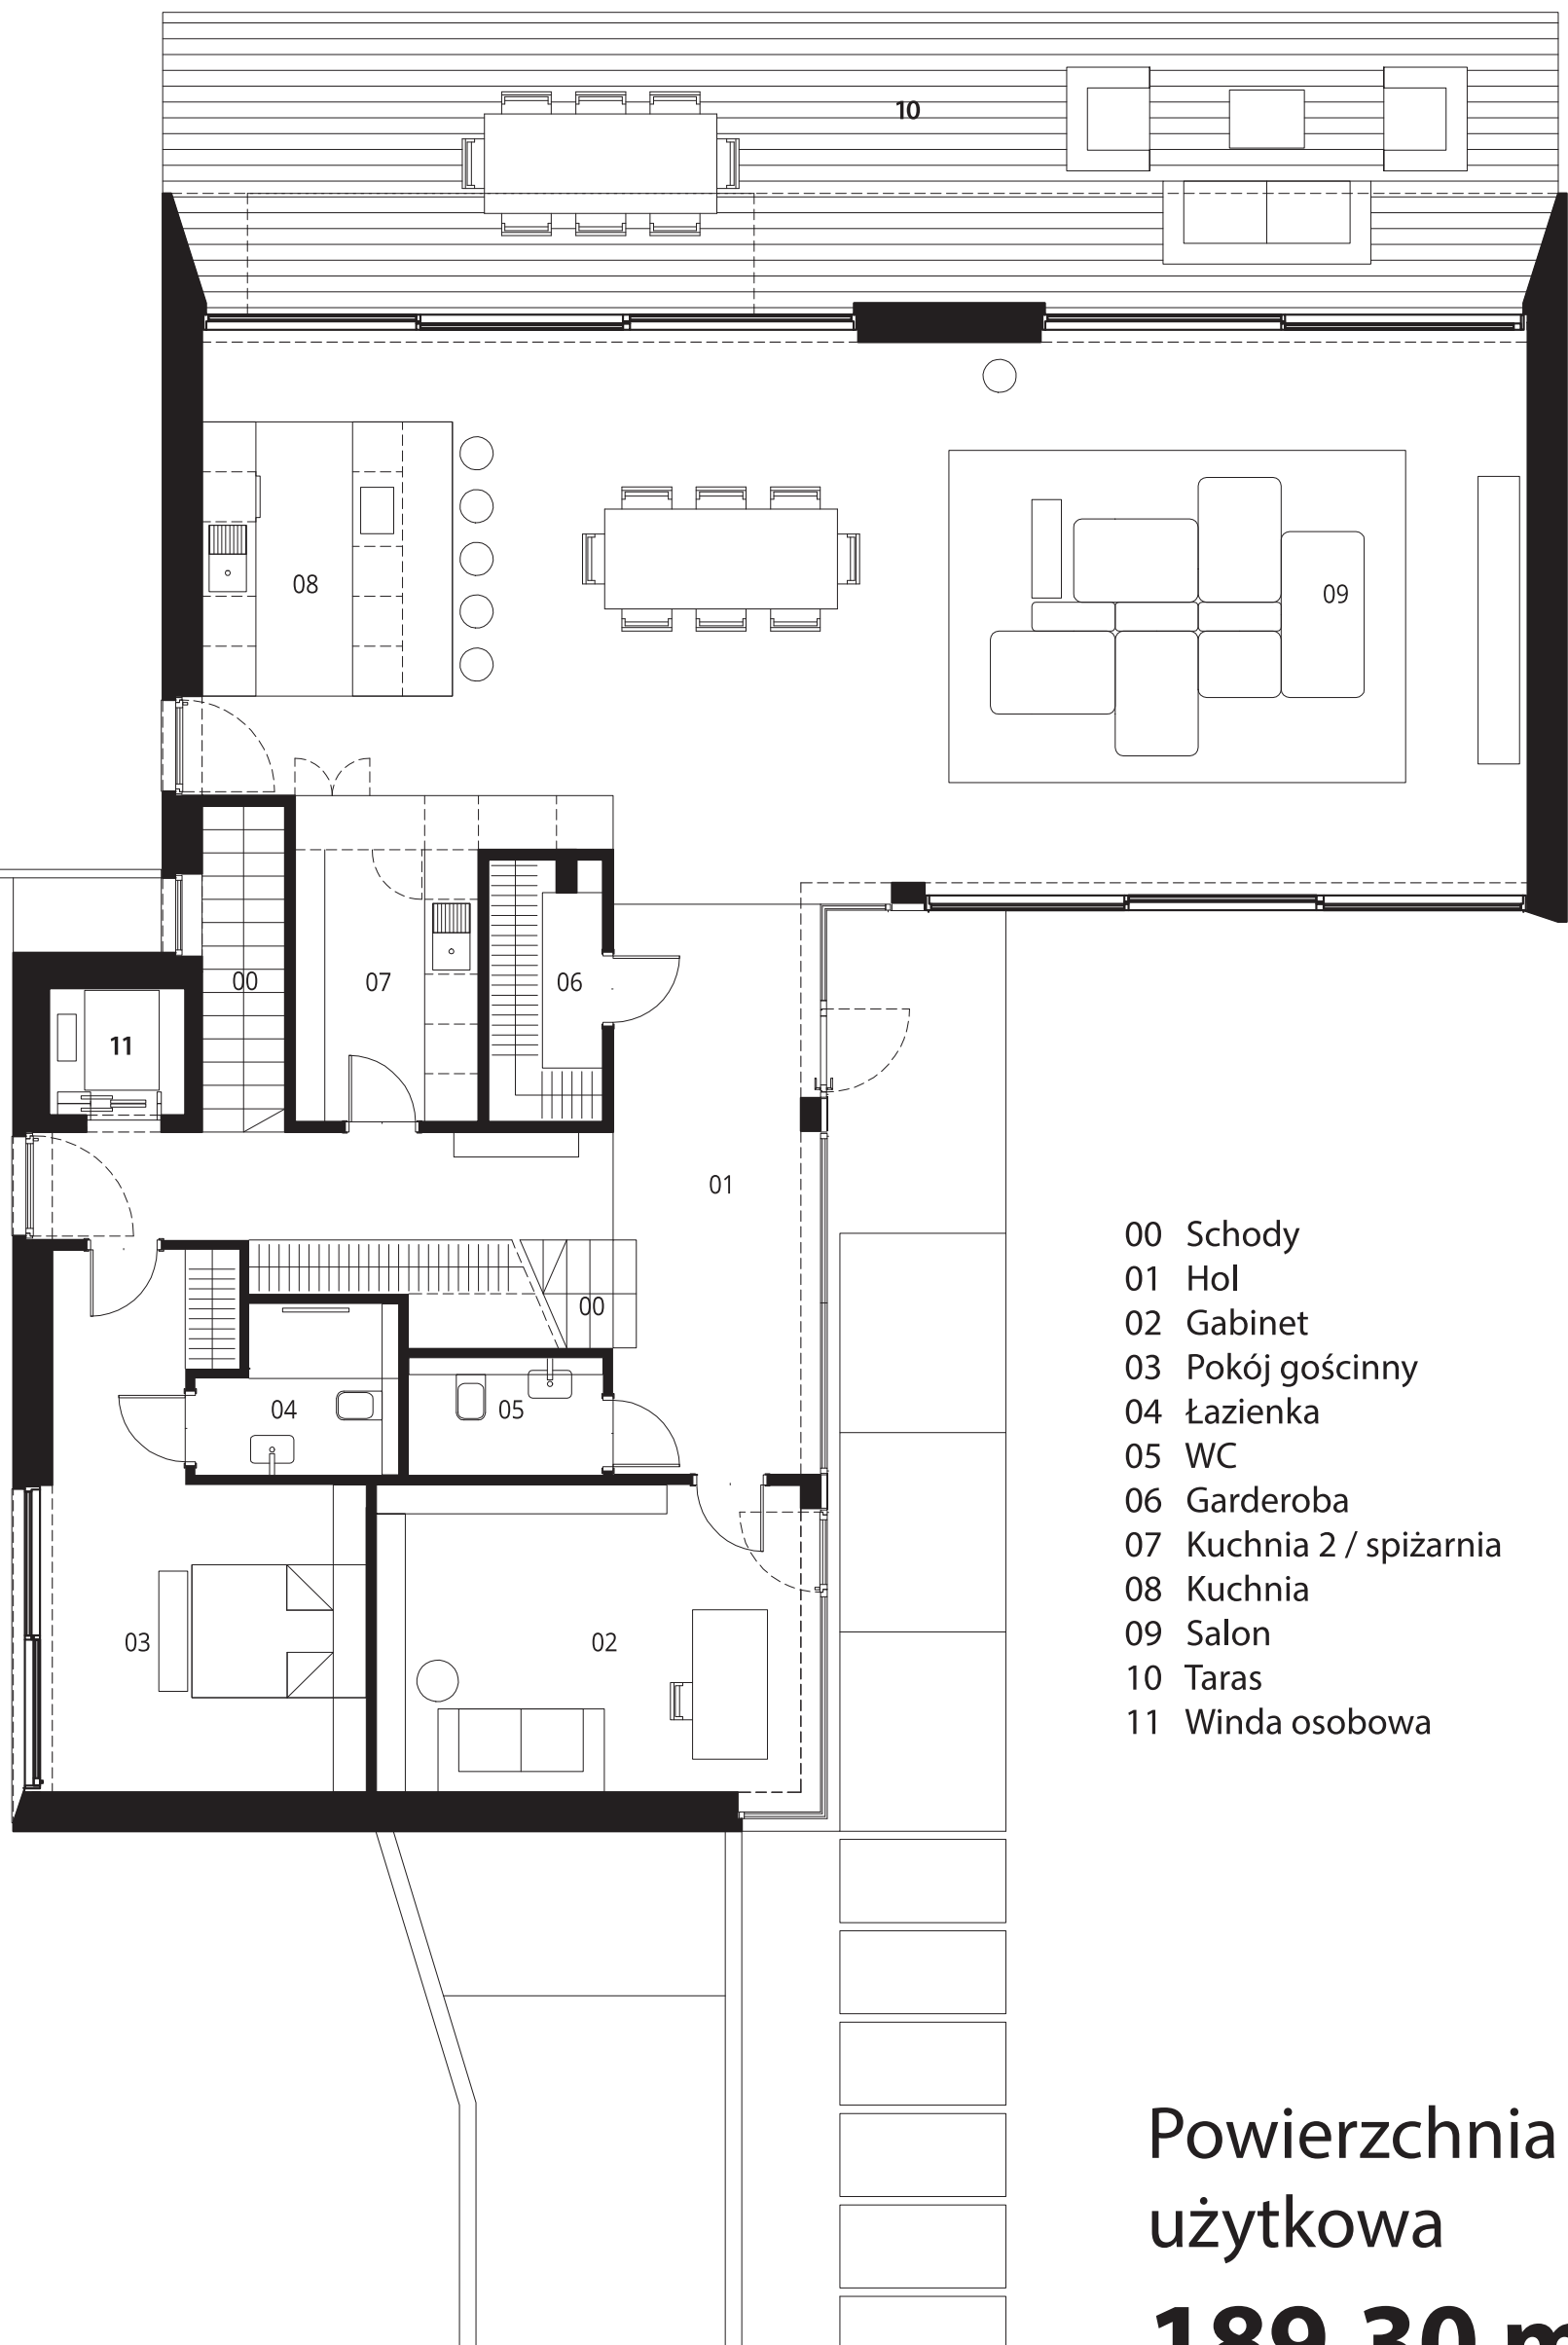 10
08
09
00
07
06
11
01
00
04
05
03
02
00 Schody
01 Hol
02 Gabinet
03 Pokój gościnny
04 Łazienka
05 WC
06 Garderoba
07 Kuchnia 2 / spiżarnia
08 Kuchnia
09 Salon
10 Taras
11 Winda osobowa
Powierzchnia
użytkowa
189,30 m